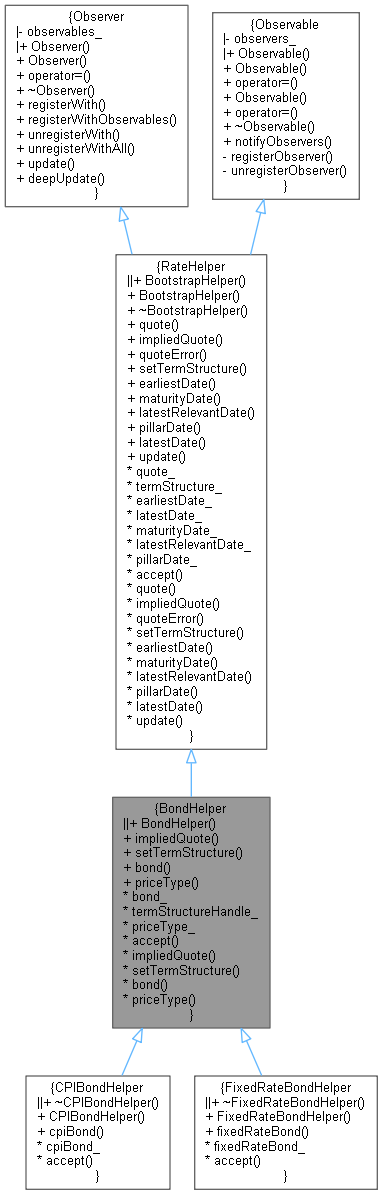 {Observer
|- observables_
|+ Observer()
+ Observer()
+ operator=()
+ ~Observer()
+ registerWith()
+ registerWithObservables()
+ unregisterWith()
+ unregisterWithAll()
+ update()
+ deepUpdate()
}
{Observable
|- observers_
|+ Observable()
+ Observable()
+ operator=()
+ Observable()
+ operator=()
+ ~Observable()
+ notifyObservers()
- registerObserver()
- unregisterObserver()
}
{RateHelper
||+ BootstrapHelper()
+ BootstrapHelper()
+ ~BootstrapHelper()
+ quote()
+ impliedQuote()
+ quoteError()
+ setTermStructure()
+ earliestDate()
+ maturityDate()
+ latestRelevantDate()
+ pillarDate()
+ latestDate()
+ update()
* quote_
* termStructure_
* earliestDate_
* latestDate_
* maturityDate_
* latestRelevantDate_
* pillarDate_
* accept()
* quote()
* impliedQuote()
* quoteError()
* setTermStructure()
* earliestDate()
* maturityDate()
* latestRelevantDate()
* pillarDate()
* latestDate()
* update()
}
{BondHelper
||+ BondHelper()
+ impliedQuote()
+ setTermStructure()
+ bond()
+ priceType()
* bond_
* termStructureHandle_
* priceType_
* accept()
* impliedQuote()
* setTermStructure()
* bond()
* priceType()
}
{CPIBondHelper
||+ ~CPIBondHelper()
+ CPIBondHelper()
+ cpiBond()
* cpiBond_
* accept()
}
{FixedRateBondHelper
||+ ~FixedRateBondHelper()
+ FixedRateBondHelper()
+ fixedRateBond()
* fixedRateBond_
* accept()
}